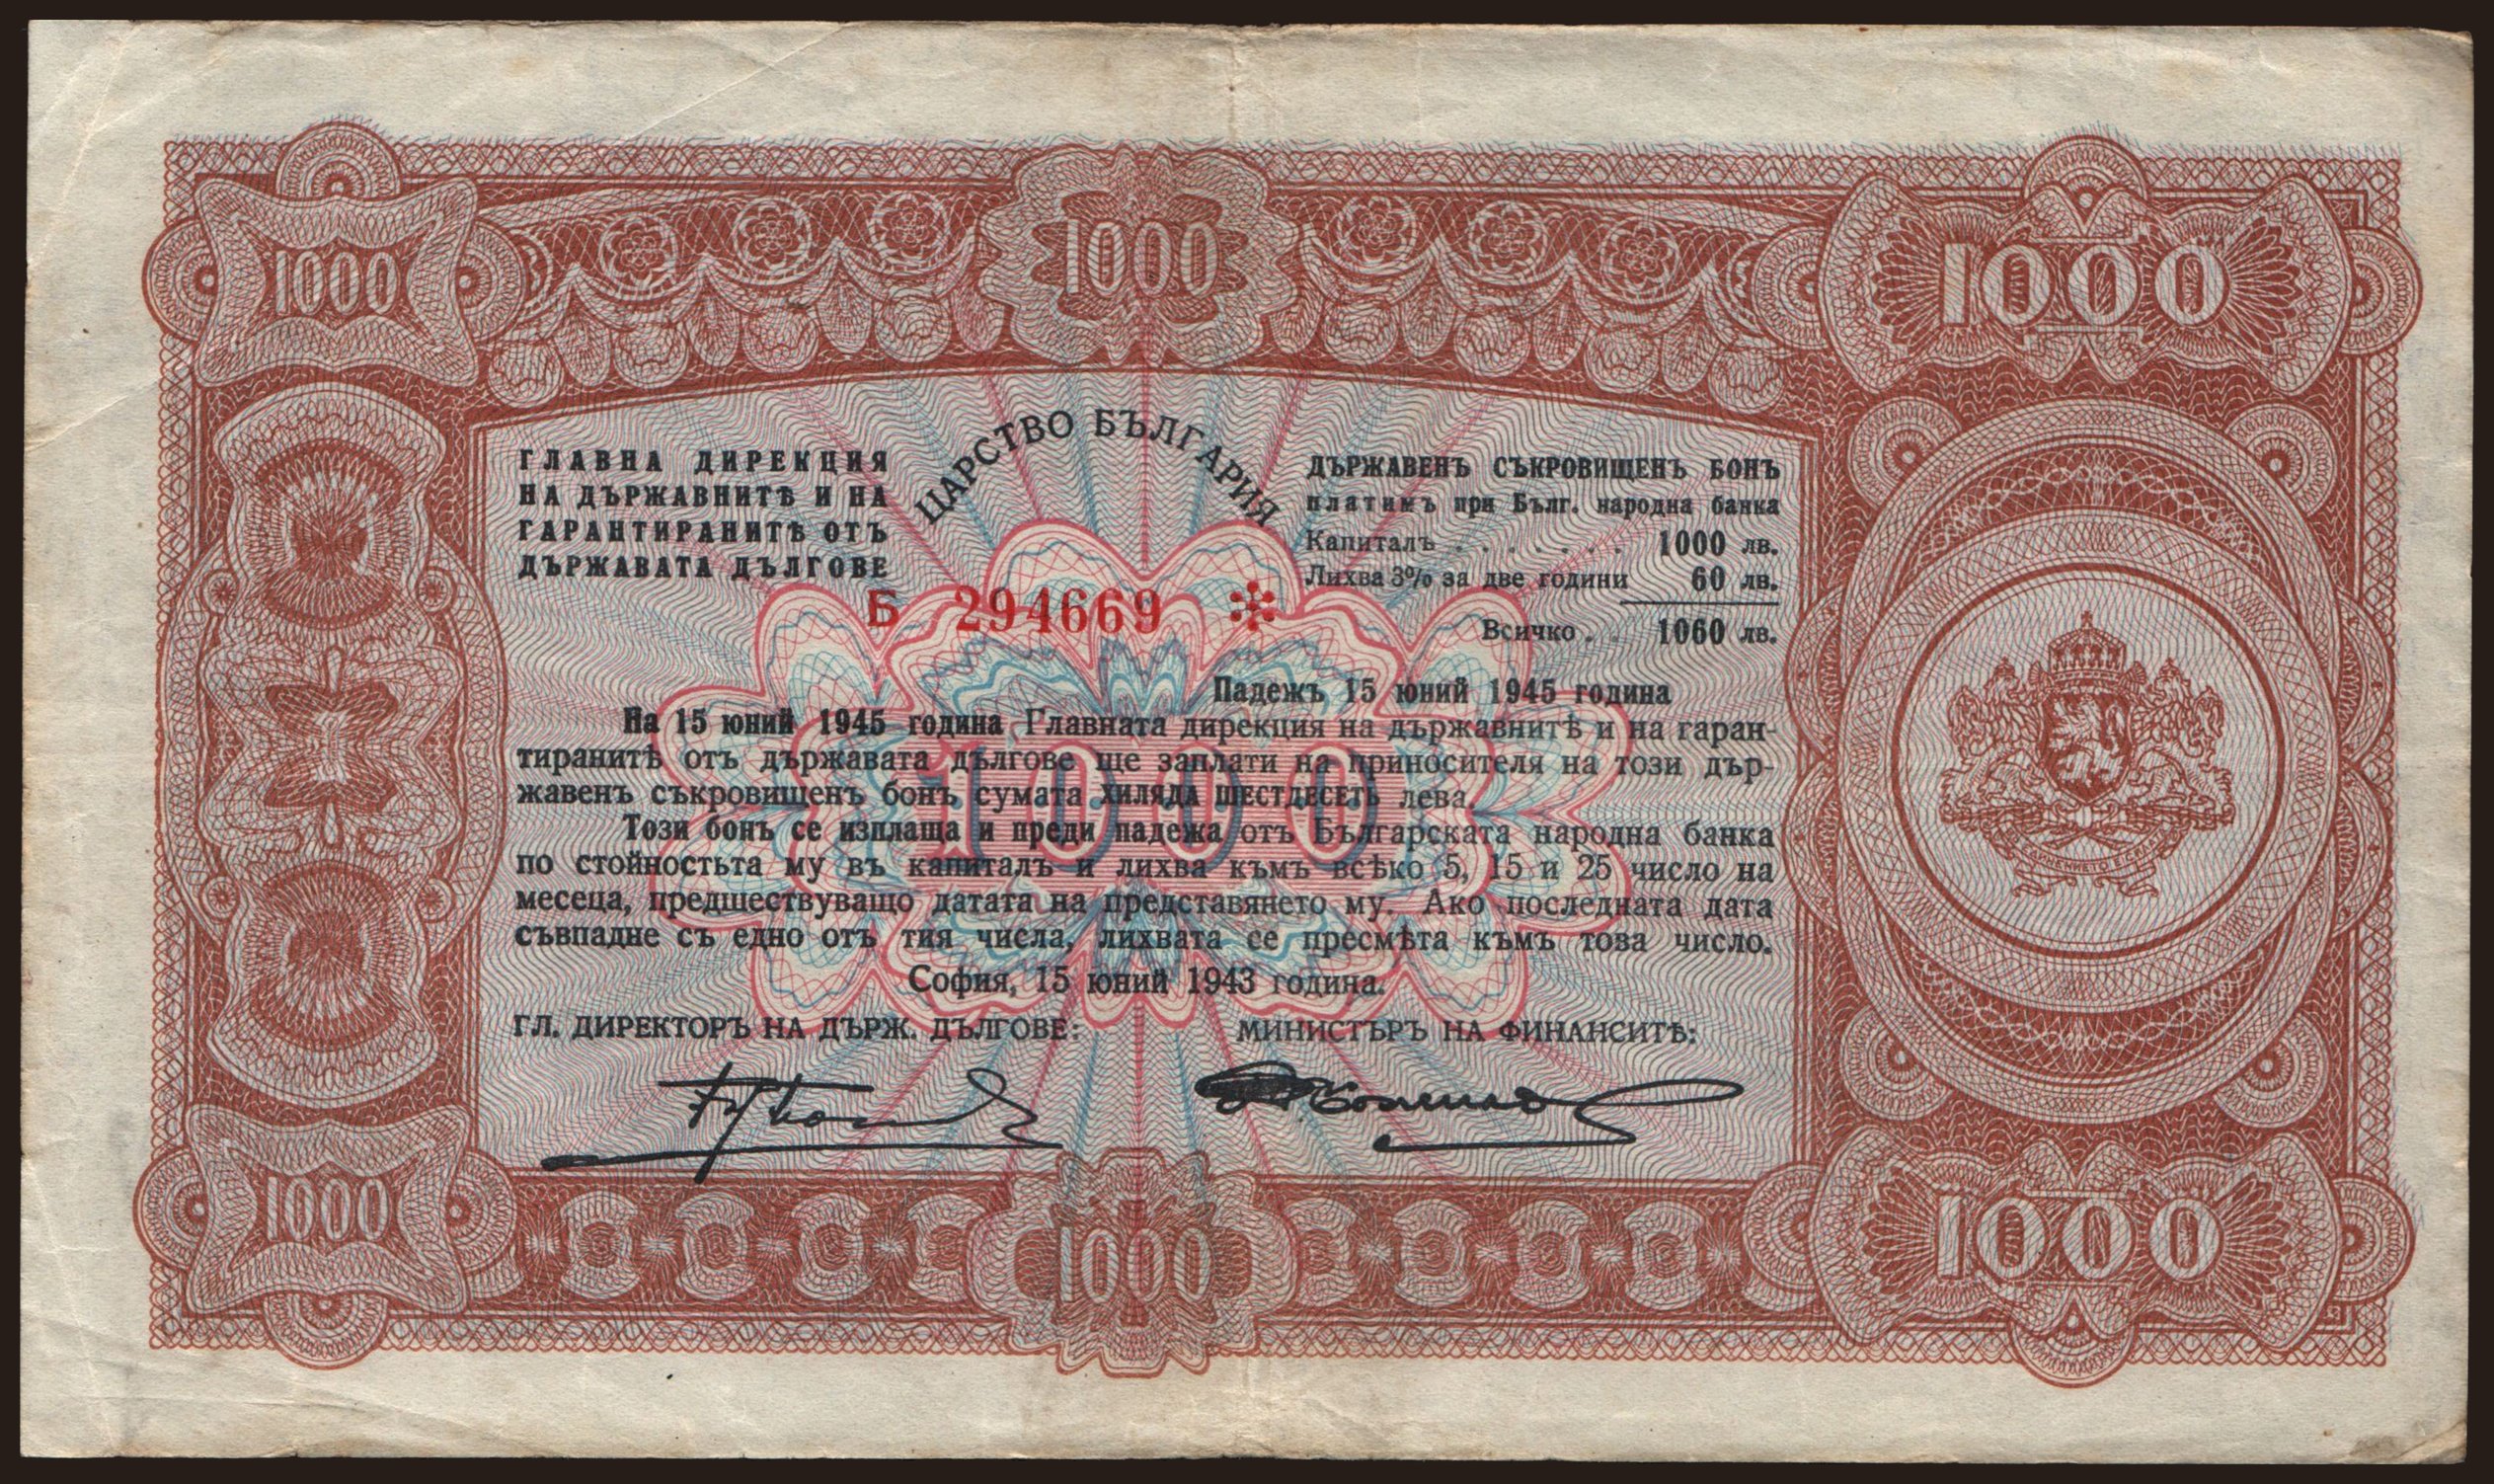 1000
1000
1000
ЦАРСТВО БЪЛГАРИЯ
ГЛАВНА ДИРЕКЦИЯ
НА ДЪРЖАВНИТѢ И НА
ГАРАНТИРАНИТѢ ОТЪ
ДЪРЖАВАТА ДЪЛГОВЕ
ДЪРЖАВЕНЪ СЪКРОВИЩЕНЪ БОНЪ
платимъ при Бълг. народна банка
Капиталъ . . . . . . . 1000 лв.
Лихва 3% за две години 60 лв.
Всичко . . 1060 лв.
Б 294669 *
Падежъ 15 юний 1945 година
На 15 юний 1945 година Главната дирекция на държавнитѣ и на гаран-
тиранитѣ отъ държавата дългове ще заплати на приносителя на този дър-
жавенъ съкровищенъ бонъ сумата ХИЛЯДА ШЕСТДЕСЕТЬ лева.
Този бонъ се изплаща и преди падежа отъ Българската народна банка
по стойностьта му въ капиталъ и лихва къмъ всѣко 5, 15 и 25 число на
месеца, предшествуващо датата на представянето му. Ако последната дата
съвпадне съ едно отъ тия числа, лихвата се пресмѣта къмъ това число.
1000
София, 15 юний 1943 година.
ГЛ. ДИРЕКТОРЪ НА ДЪРЖ. ДЪЛГОВЕ:
МИНИСТЪРЪ НА ФИНАНСИТѢ:
1000
1000
1000